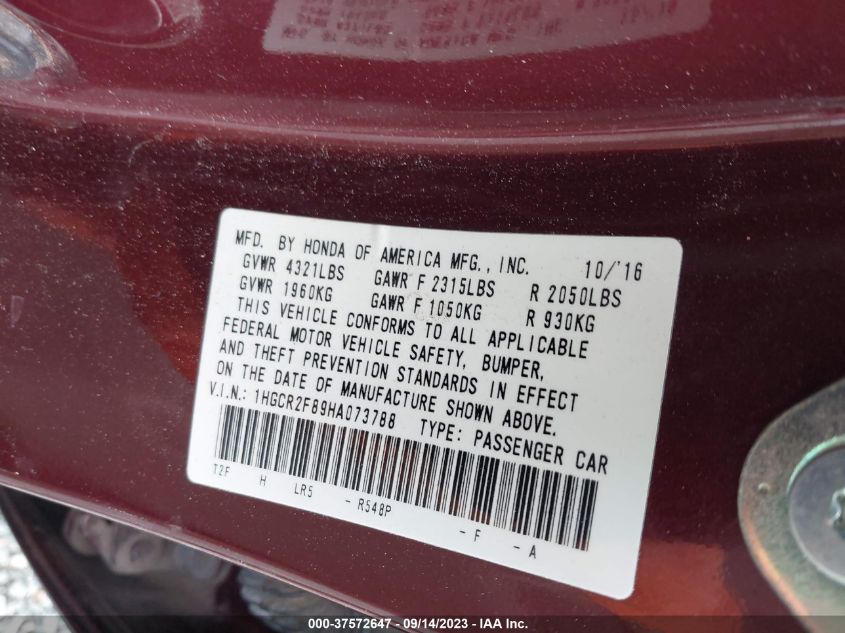 MFD. BY HONDA OF AMERICA MFG., INC. 10/'16
GVWR 4321LBS GAWR F 2315LBS R 2050LBS
GVWR 1960KG GAWR F 1050KG R 930KG
THIS VEHICLE CONFORMS TO ALL APPLICABLE
FEDERAL MOTOR VEHICLE SAFETY, BUMPER,
AND THEFT PREVENTION STANDARDS IN EFFECT
ON THE DATE OF MANUFACTURE SHOWN ABOVE.
V.I.N.: 1HGCR2F89HA073788 TYPE: PASSENGER CAR
T2F H LR5 - R548P - F - A
000-37572647 - 09/14/2023 - IAAI Inc.